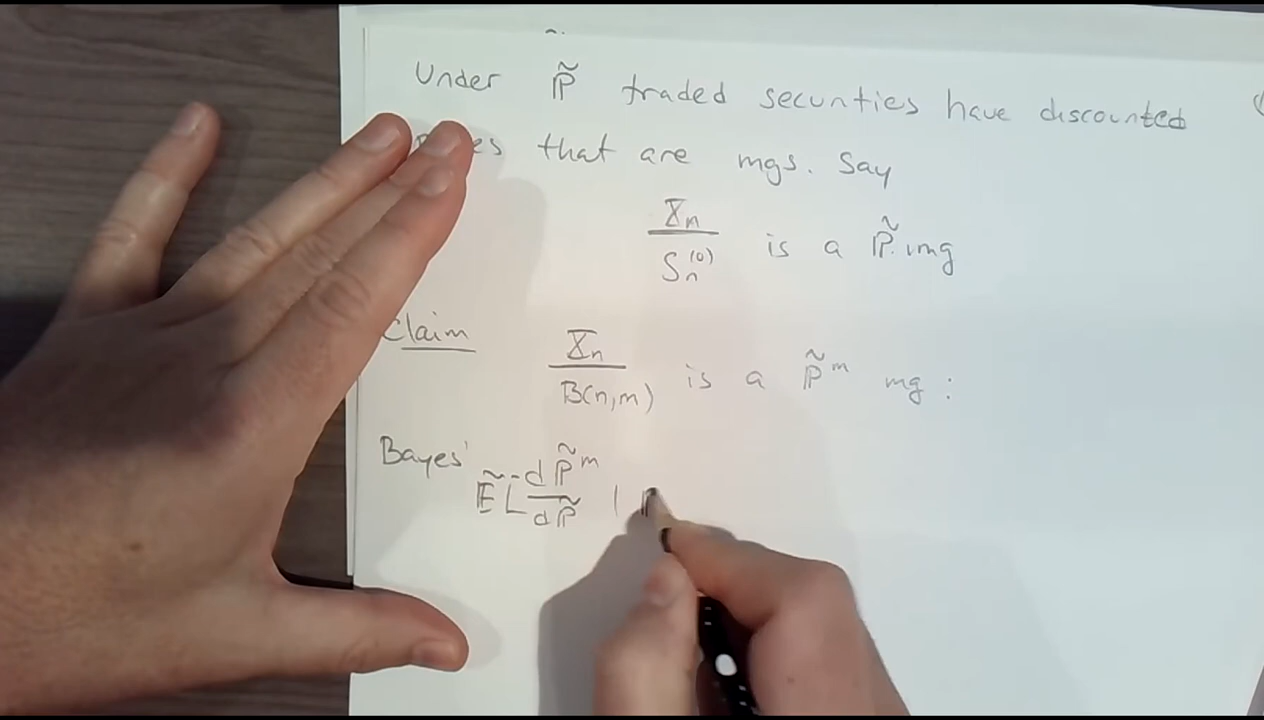 Under P̃ traded securities have discounted
that are mgs. Say
X_n / S_n^(0) is a P̃ mg
Claim X_n / B(n,m) is a P̃^m mg :
Bayes' Ẽ[ dP̃^m / dP̃ |